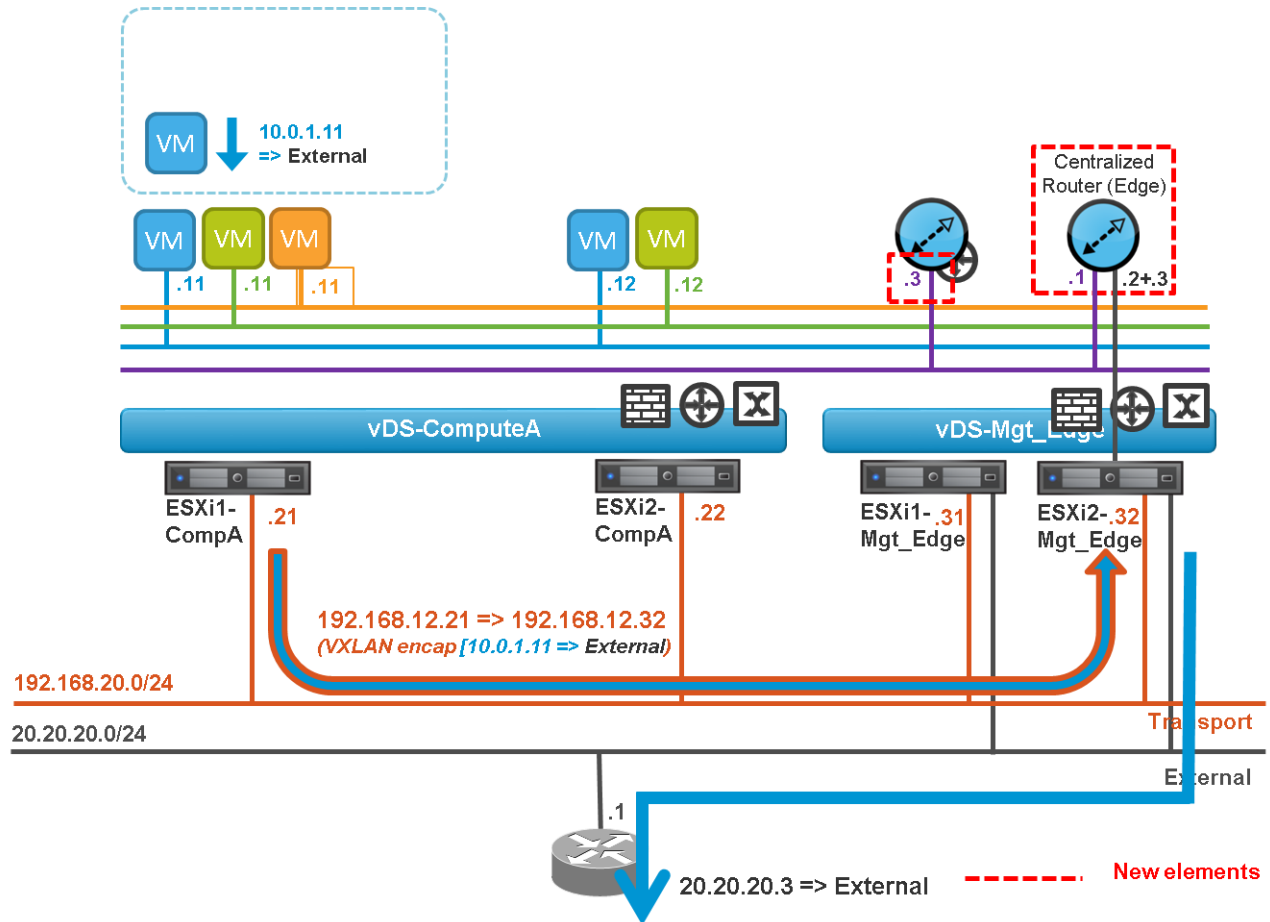 VM
10.0.1.11
=> External
Centralized
Router (Edge)
VM
VM
VM
VM
VM
.11
.11
.11
.12
.12
.3
.1
.2+.3
vDS-ComputeA
vDS-Mgt_Edge
ESXi1-
CompA
.21
ESXi2-
CompA
.22
ESXi1-
Mgt_Edge
.31
ESXi2-
Mgt_Edge
.32
192.168.12.21 => 192.168.12.32
(VXLAN encap [10.0.1.11 => External)
192.168.20.0/24
Transport
20.20.20.0/24
External
.1
20.20.20.3 => External
New elements